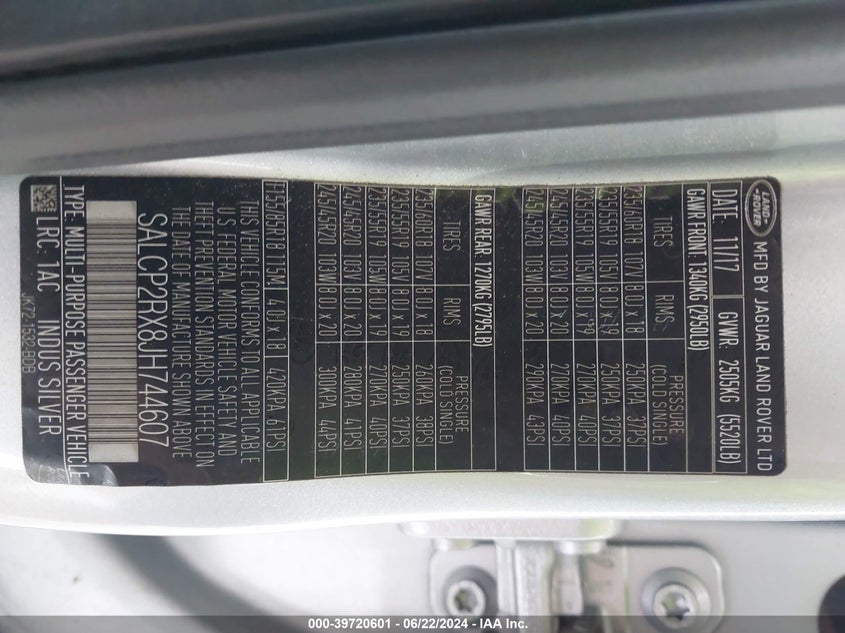 LAND-
ROVER
MFD BY JAGUAR LAND ROVER LTD
DATE: 11/17 GVWR: 2505KG (5520LB)
GAWR FRONT: 1340KG (2950LB)
TIRES RIMS PRESSURE (COLD SINGLE)
235/60R18 107V 8.0J x 18 250KPA 37PSI
235/55R19 105V 8.0J x 19 250KPA 37PSI
235/55R19 105W 8.0J x 19 270KPA 40PSI
245/45R20 103V 8.0J x 20 270KPA 40PSI
245/45R20 103W 8.0J x 20 290KPA 43PSI
GAWR REAR: 1270KG (2795LB)
TIRES RIMS PRESSURE (COLD SINGLE)
235/60R18 107V 8.0J x 18 260KPA 38PSI
235/55R19 105V 8.0J x 19 250KPA 37PSI
235/55R19 105W 8.0J x 19 270KPA 40PSI
245/45R20 103V 8.0J x 20 280KPA 41PSI
245/45R20 103W 8.0J x 20 300KPA 44PSI
T155/85R18 115M 4.0J x 18 420KPA 61PSI
THIS VEHICLE CONFORMS TO ALL APPLICABLE
U.S FEDERAL MOTOR VEHICLE SAFETY AND
THEFT PREVENTION STANDARDS IN EFFECT ON
THE DATE OF MANUFACTURE SHOWN ABOVE
SALCP2RX8JH744607
TYPE: MULTI-PURPOSE PASSENGER VEHICLE
LRC: 1AC INDUS SILVER
000-39720601 - 06/22/2024 - IAA Inc.